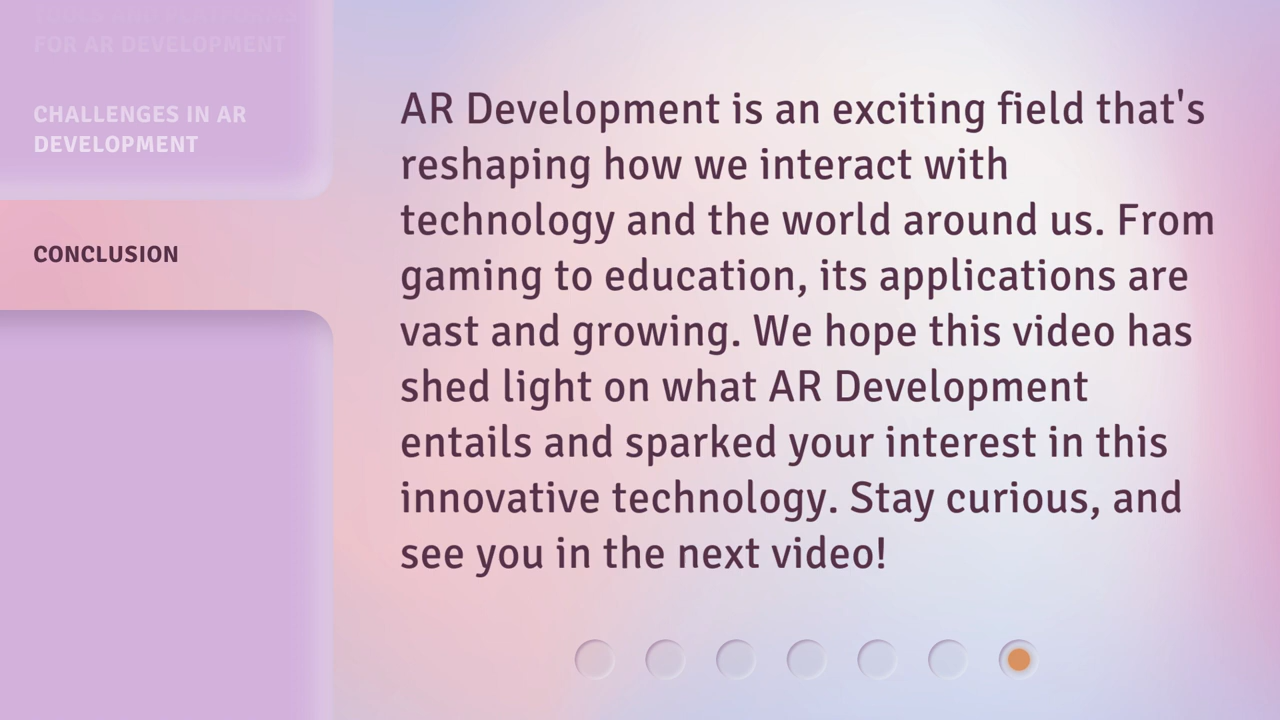 TOOLS AND PLATFORMS
FOR AR DEVELOPMENT
CHALLENGES IN AR
DEVELOPMENT
CONCLUSION
AR Development is an exciting field that's
reshaping how we interact with
technology and the world around us. From
gaming to education, its applications are
vast and growing. We hope this video has
shed light on what AR Development
entails and sparked your interest in this
innovative technology. Stay curious, and
see you in the next video!